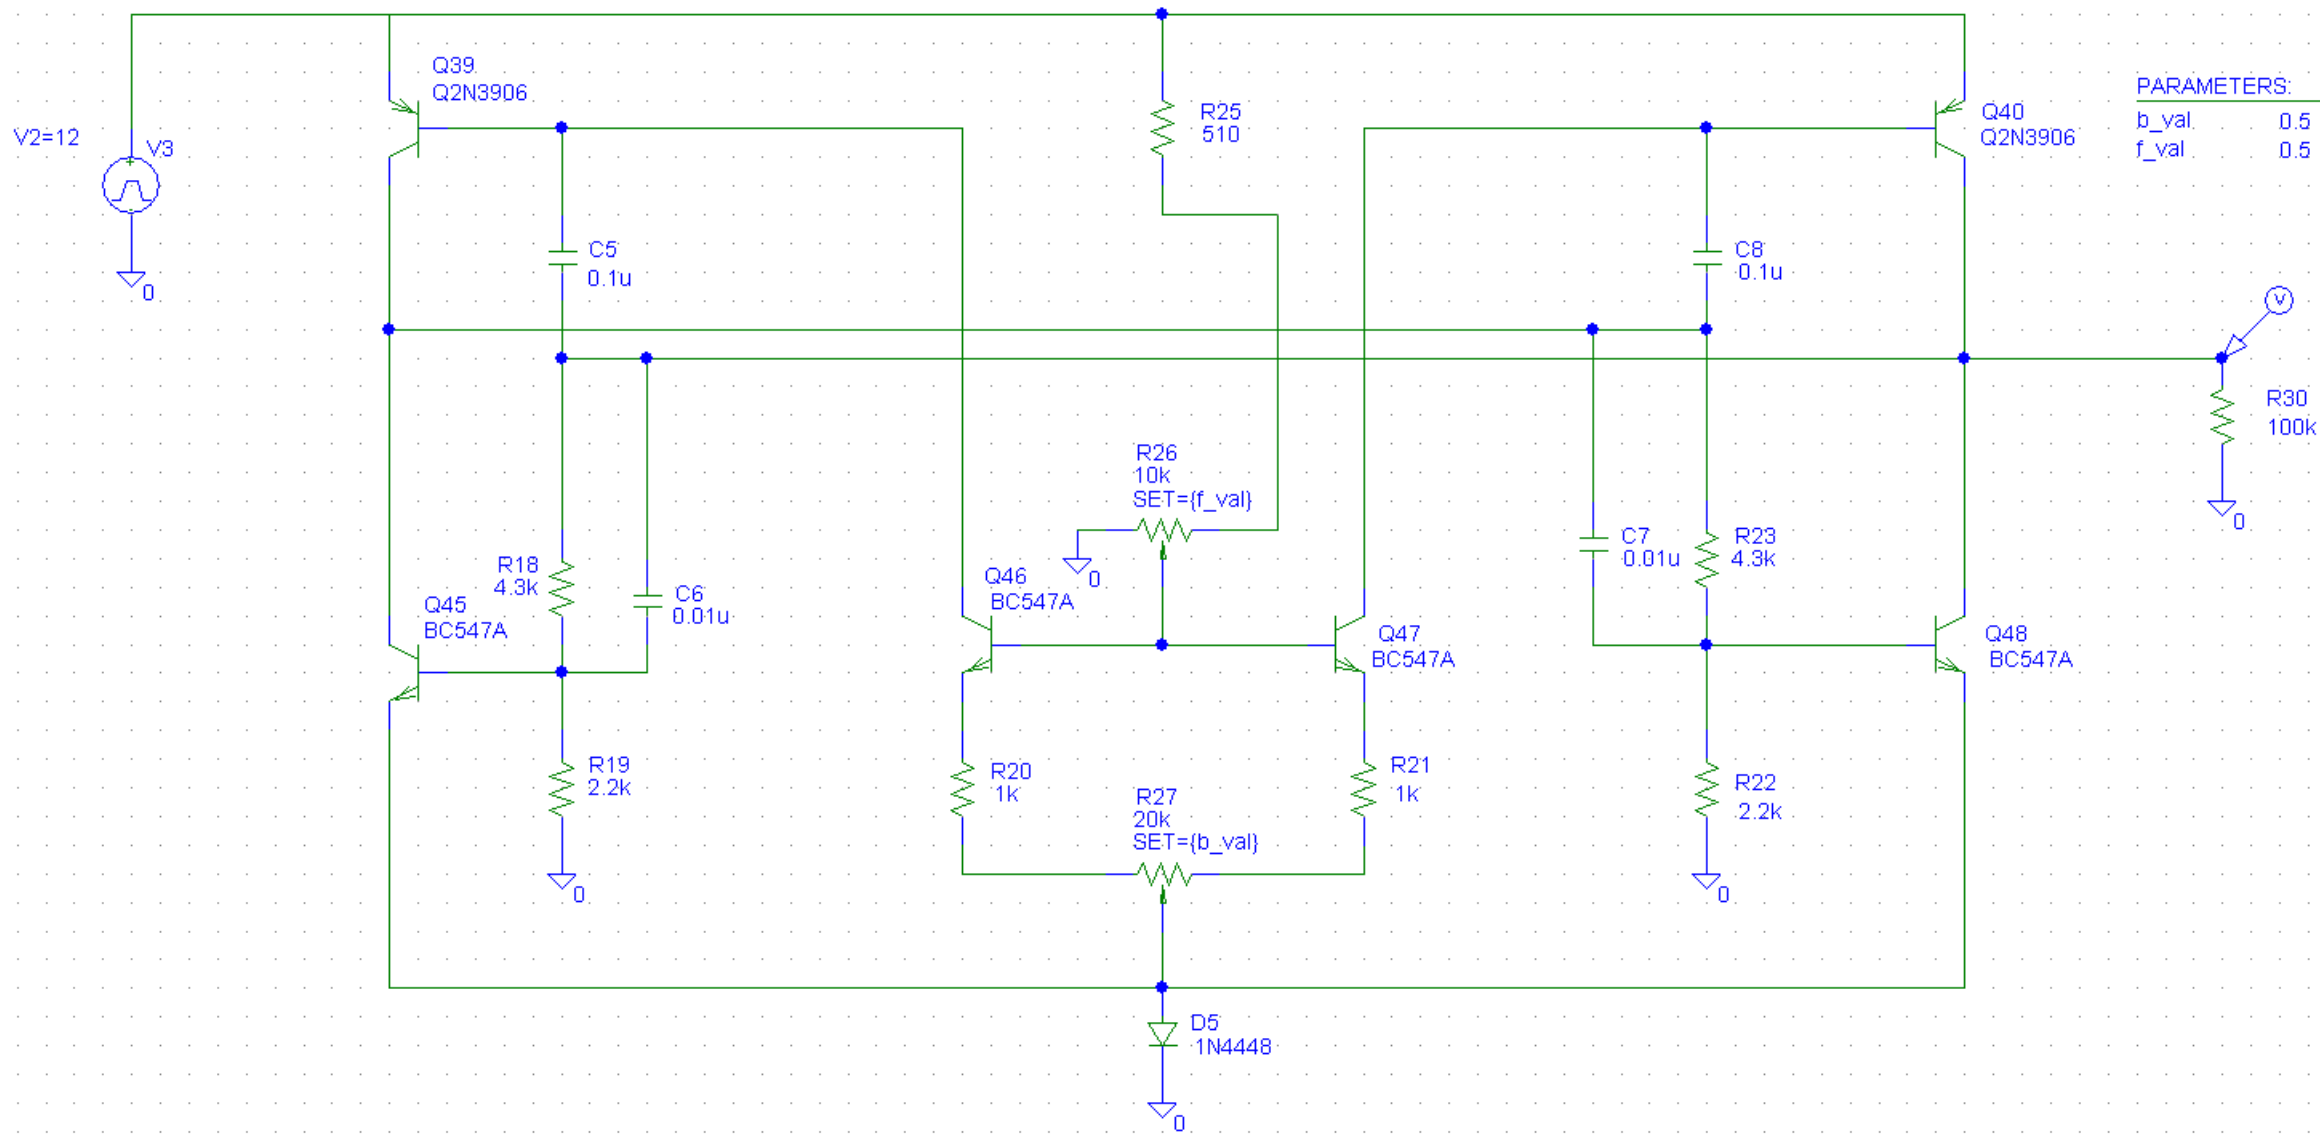 Q39
Q2N3906
V2=12
V3
0
C5
0.1u
R25
510
C8
0.1u
Q40
Q2N3906
PARAMETERS:
b_val 0.5
f_val 0.5
V
R30
100k
0
R26
10k
SET={f_val}
0
R18
4.3k
C6
0.01u
Q45
BC547A
Q46
BC547A
Q47
BC547A
C7
0.01u
R23
4.3k
Q48
BC547A
R19
2.2k
0
R20
1k
R27
20k
SET={b_val}
R21
1k
R22
2.2k
0
D5
1N4448
0